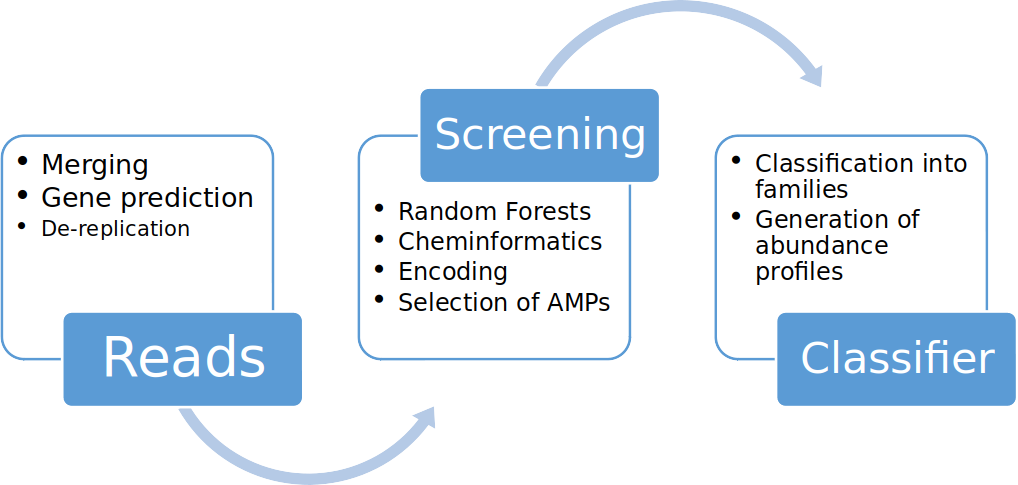 • Merging
• Gene prediction
• De-replication
Reads
Screening
• Random Forests
• Cheminformatics
• Encoding
• Selection of AMPs
• Classification into
families
• Generation of
abundance
profiles
Classifier